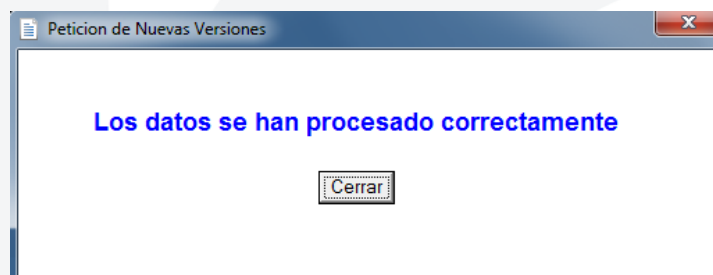 Peticion de Nuevas Versiones
Los datos se han procesado correctamente
Cerrar